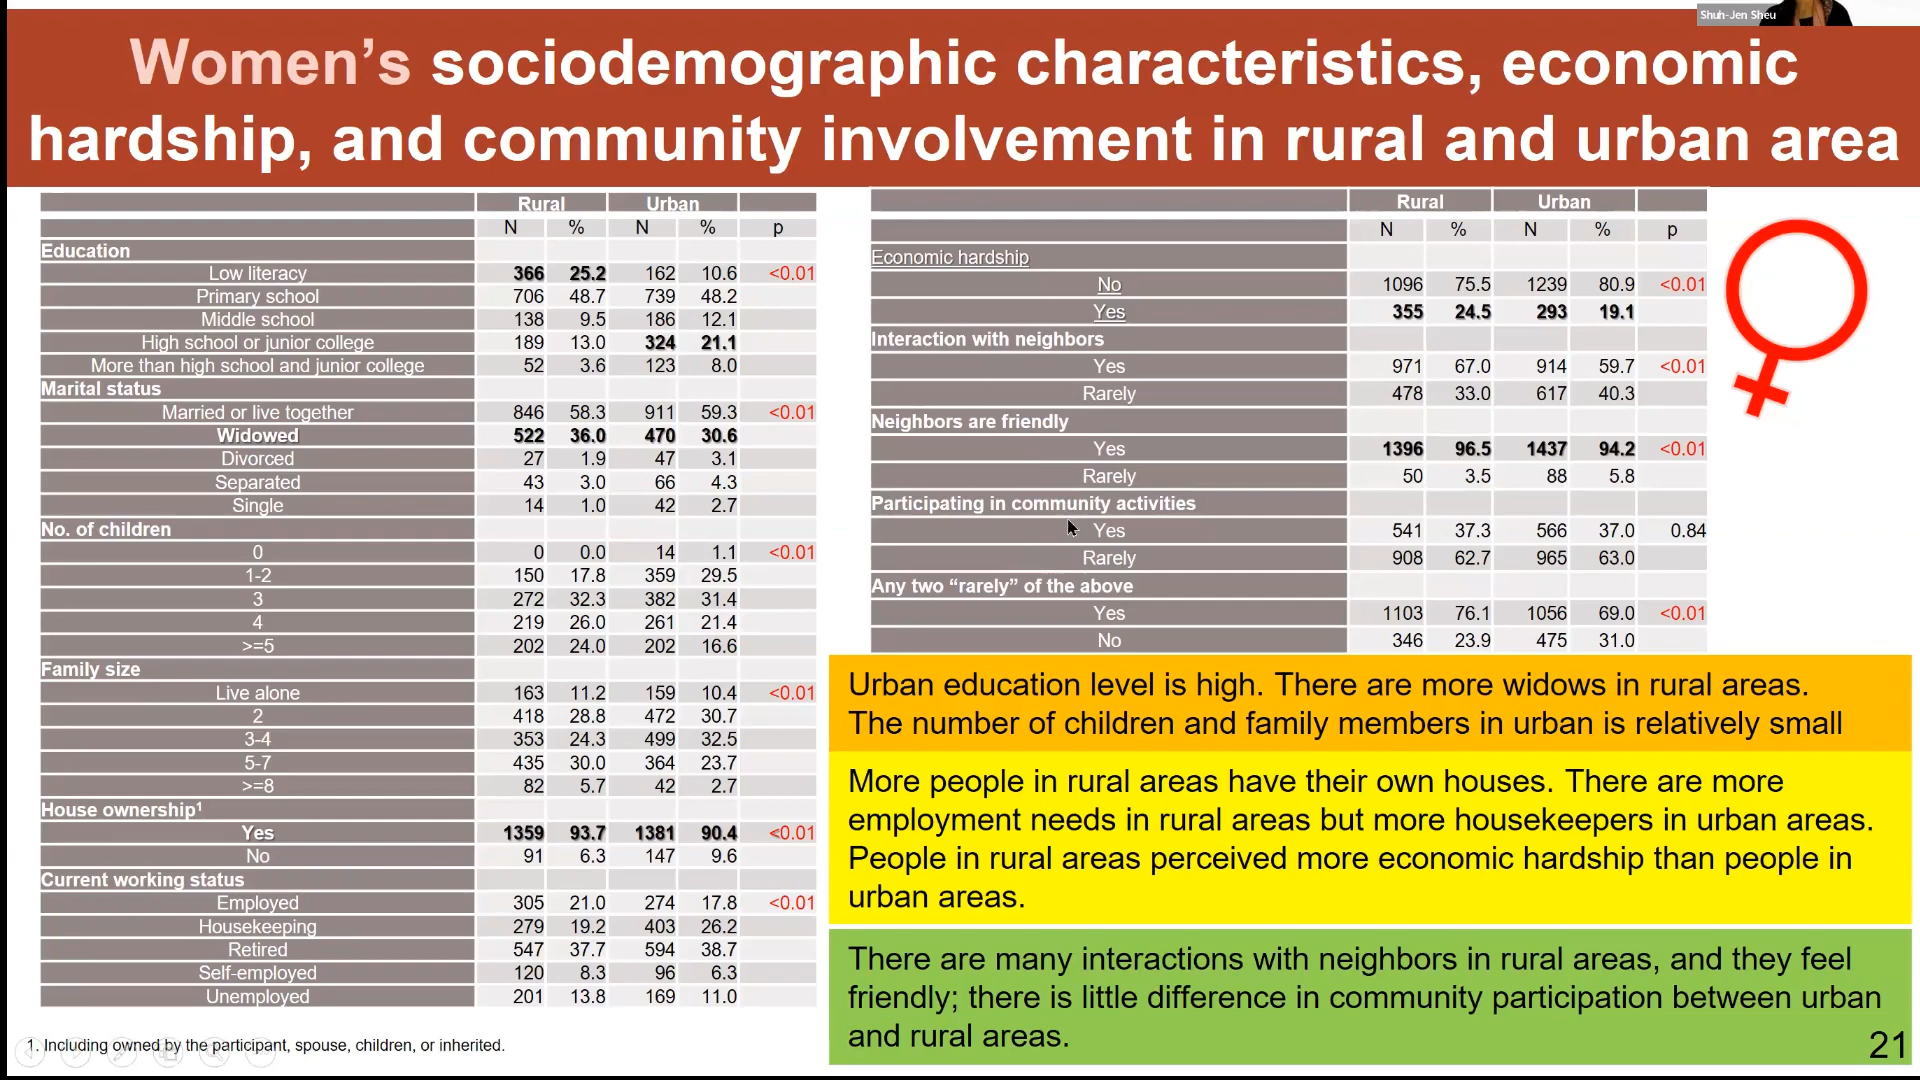 Shuh-Jen Sheu
Women's sociodemographic characteristics, economic
hardship, and community involvement in rural and urban area
Rural Urban
N % N % p
Education
Low literacy 366 25.2 162 10.6 <0.01
Primary school 706 48.7 739 48.2
Middle school 138 9.5 186 12.1
High school or junior college 189 13.0 324 21.1
More than high school and junior college 52 3.6 123 8.0
Marital status
Married or live together 846 58.3 911 59.3 <0.01
Widowed 522 36.0 470 30.6
Divorced 27 1.9 47 3.1
Separated 43 3.0 66 4.3
Single 14 1.0 42 2.7
No. of children
0 0 0.0 14 1.1 <0.01
1-2 150 17.8 359 29.5
3 272 32.3 382 31.4
4 219 26.0 261 21.4
>=5 202 24.0 202 16.6
Family size
Live alone 163 11.2 159 10.4 <0.01
2 418 28.8 472 30.7
3-4 353 24.3 499 32.5
5-7 435 30.0 364 23.7
>=8 82 5.7 42 2.7
House ownership¹
Yes 1359 93.7 1381 90.4 <0.01
No 91 6.3 147 9.6
Current working status
Employed 305 21.0 274 17.8 <0.01
Housekeeping 279 19.2 403 26.2
Retired 547 37.7 594 38.7
Self-employed 120 8.3 96 6.3
Unemployed 201 13.8 169 11.0
1. Including owned by the participant, spouse, children, or inherited.
Rural Urban
N % N % p
Economic hardship
No 1096 75.5 1239 80.9 <0.01
Yes 355 24.5 293 19.1
Interaction with neighbors
Yes 971 67.0 914 59.7 <0.01
Rarely 478 33.0 617 40.3
Neighbors are friendly
Yes 1396 96.5 1437 94.2 <0.01
Rarely 50 3.5 88 5.8
Participating in community activities
Yes 541 37.3 566 37.0 0.84
Rarely 908 62.7 965 63.0
Any two “rarely” of the above
Yes 1103 76.1 1056 69.0 <0.01
No 346 23.9 475 31.0
Urban education level is high. There are more widows in rural areas.
The number of children and family members in urban is relatively small
More people in rural areas have their own houses. There are more
employment needs in rural areas but more housekeepers in urban areas.
People in rural areas perceived more economic hardship than people in
urban areas.
There are many interactions with neighbors in rural areas, and they feel
friendly; there is little difference in community participation between urban
and rural areas.
21